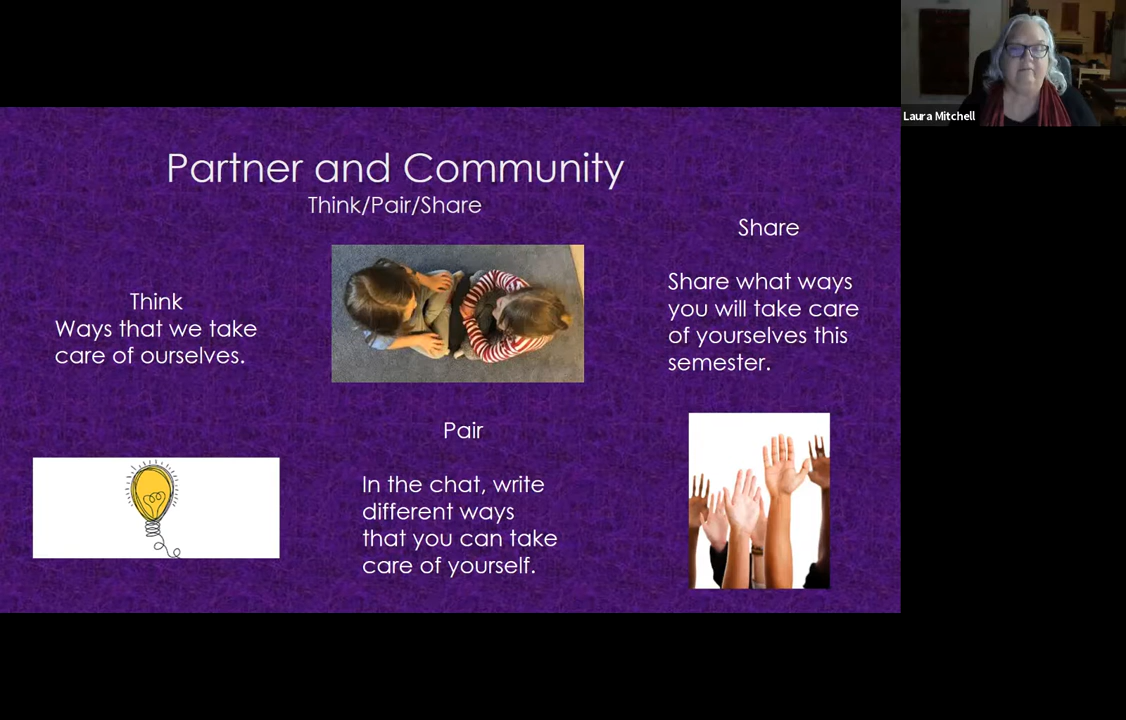 Laura Mitchell
Partner and Community
Think/Pair/Share
Think
Ways that we take
care of ourselves.
Pair
In the chat, write
different ways
that you can take
care of yourself.
Share
Share what ways
you will take care
of yourselves this
semester.